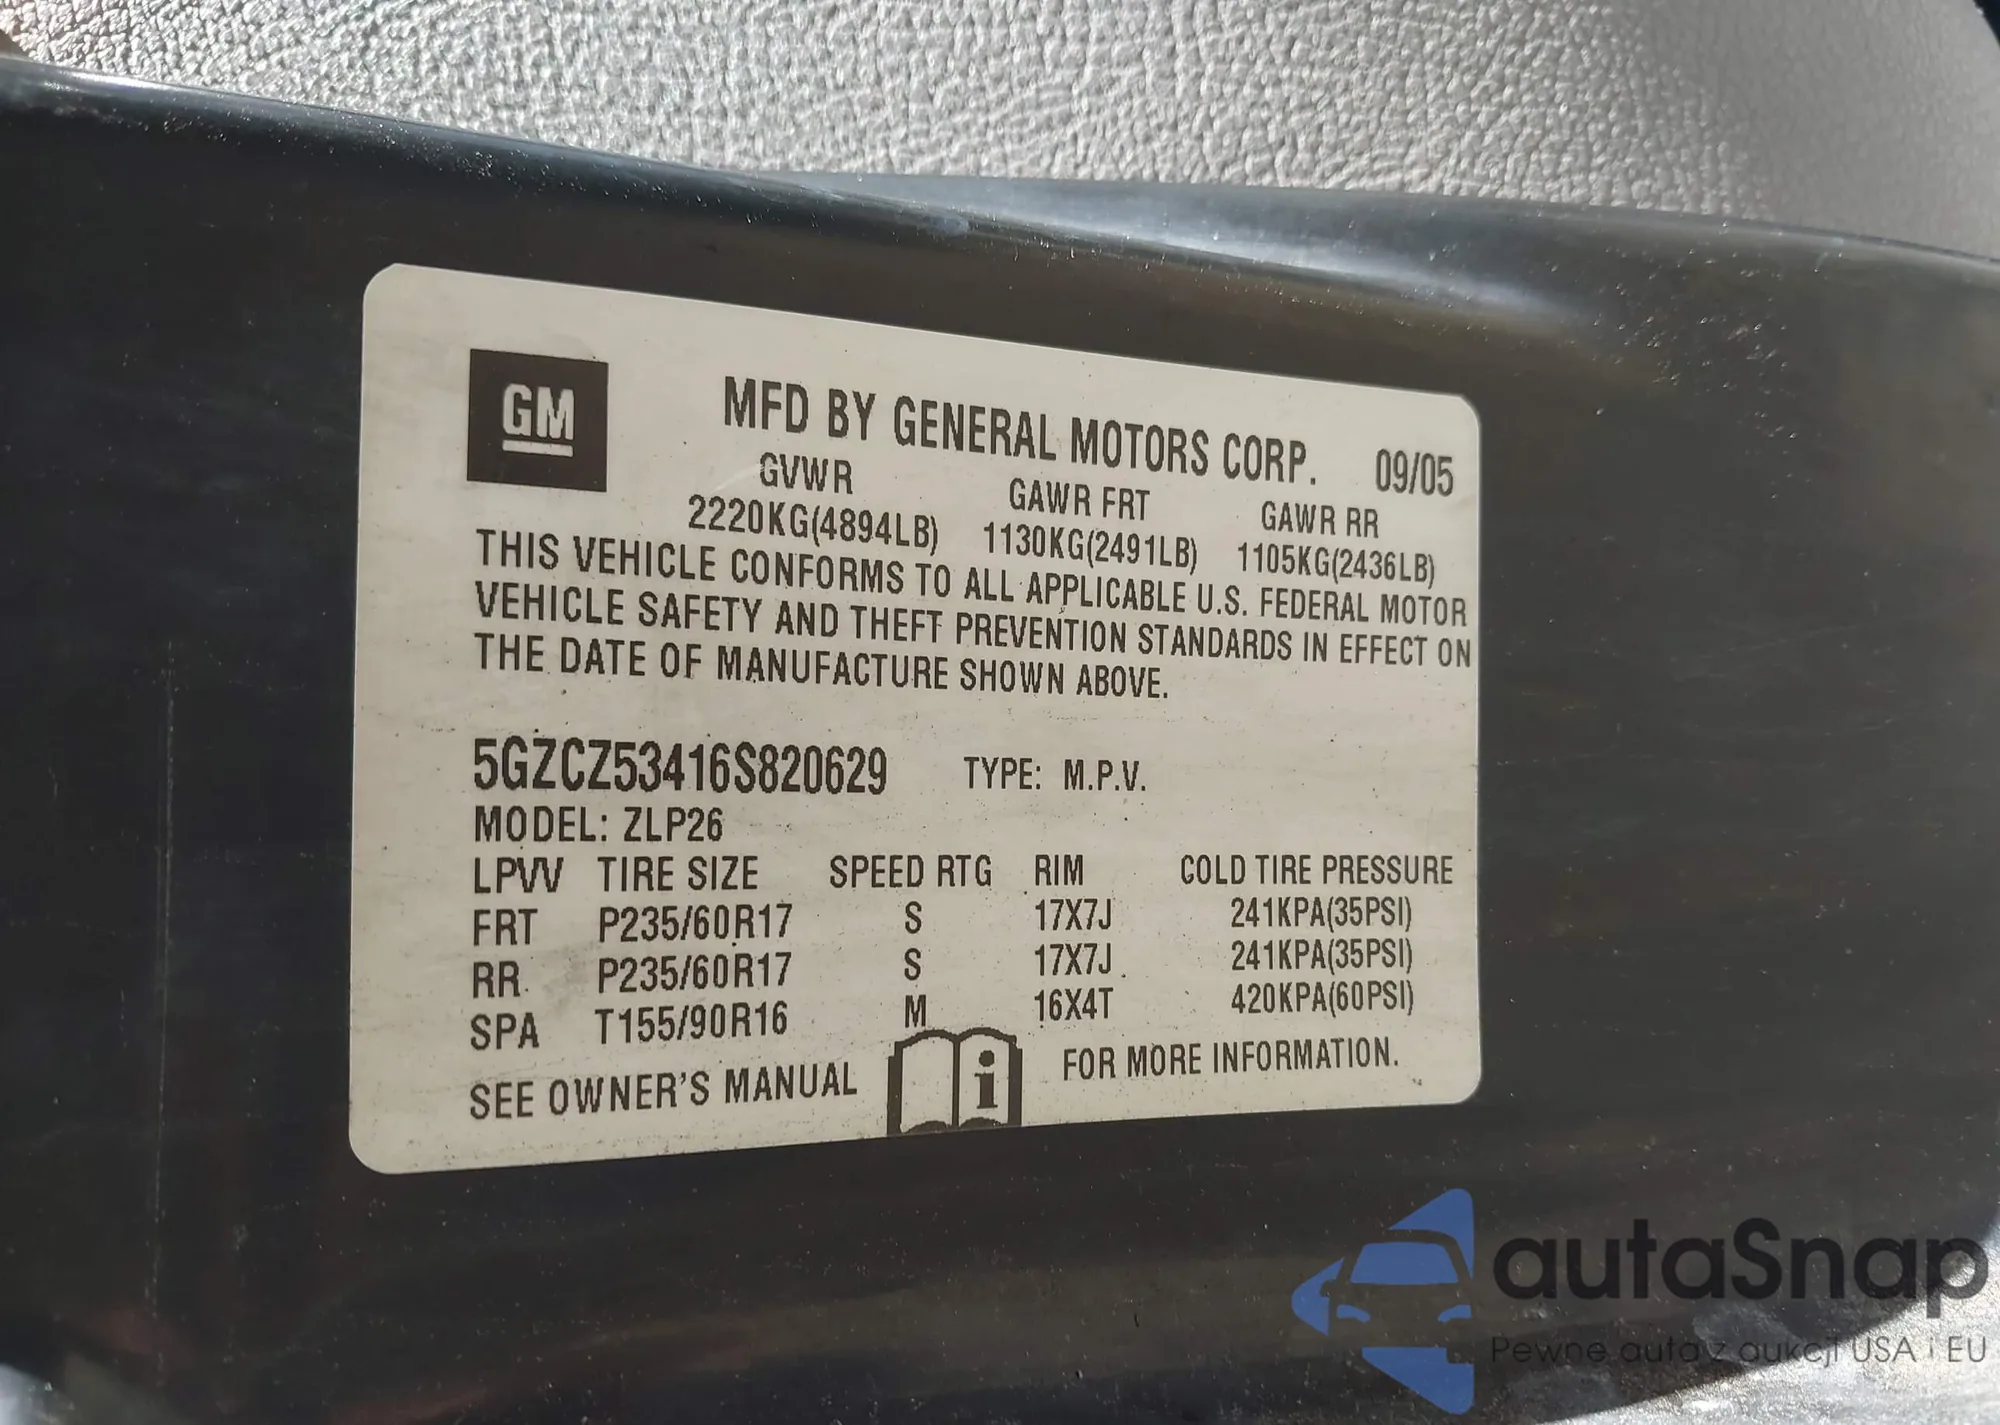 GM
MFD BY GENERAL MOTORS CORP. 09/05
GVWR GAWR FRT GAWR RR
2220KG(4894LB) 1130KG(2491LB) 1105KG(2436LB)
THIS VEHICLE CONFORMS TO ALL APPLICABLE U.S. FEDERAL MOTOR
VEHICLE SAFETY AND THEFT PREVENTION STANDARDS IN EFFECT ON
THE DATE OF MANUFACTURE SHOWN ABOVE.
5GZCZ53416S820629 TYPE: M.P.V.
MODEL: ZLP26
LPVV TIRE SIZE SPEED RTG RIM COLD TIRE PRESSURE
FRT P235/60R17 S 17X7J 241KPA(35PSI)
RR P235/60R17 S 17X7J 241KPA(35PSI)
SPA T155/90R16 M 16X4T 420KPA(60PSI)
SEE OWNER'S MANUAL i FOR MORE INFORMATION.
autaSnap
Pewne auta z aukcji USA i EU